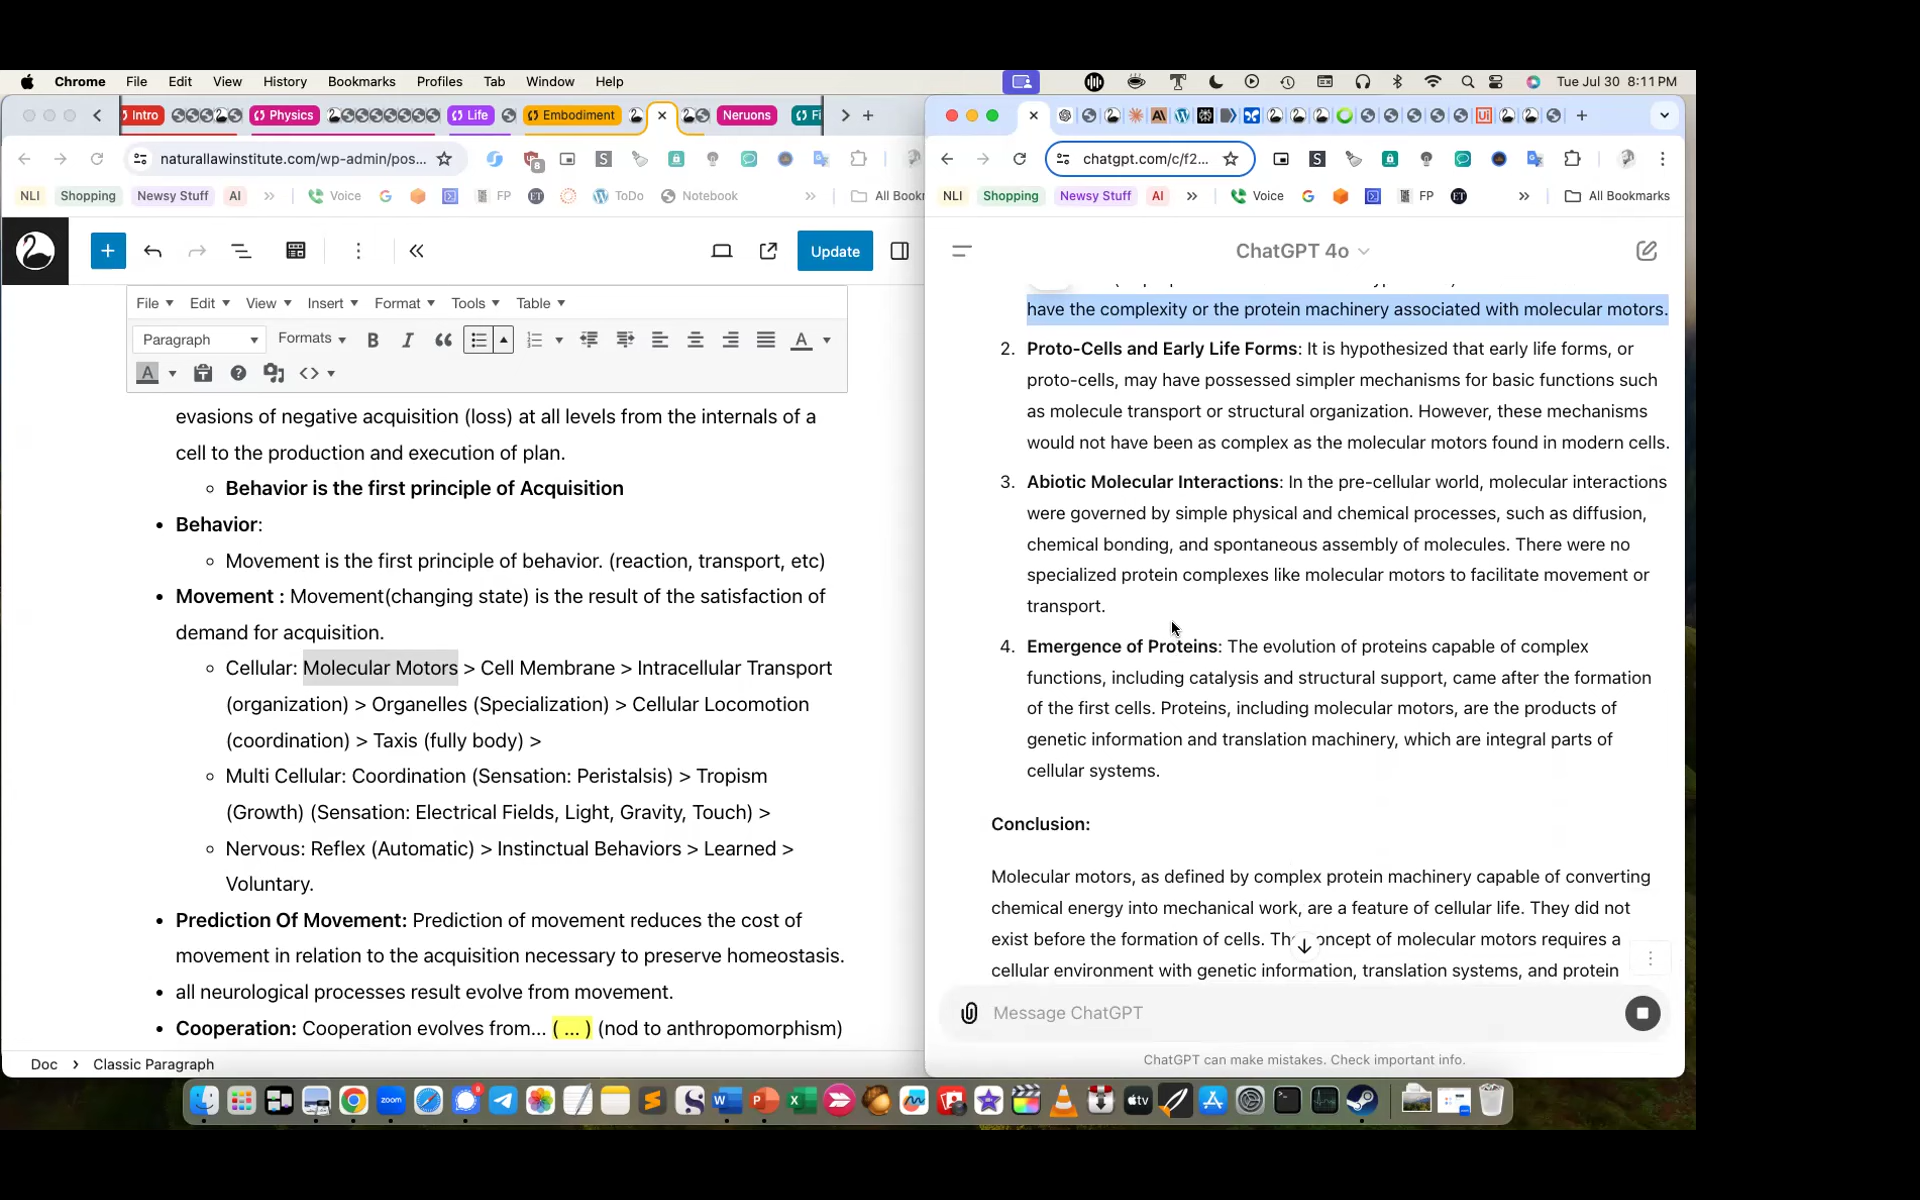 Chrome File Edit View History Bookmarks Profiles Tab Window Help
Tue Jul 30 8:11 PM
Intro Physics Life Embodiment Neruons Fi
naturallawinstitute.com/wp-admin/pos...
8
NLI Shopping Newsy Stuff AI » Voice FP ET ToDo Notebook » All Bookn
+ Update
File Edit View Insert Format Tools Table
Paragraph Formats B I A
A
evasions of negative acquisition (loss) at all levels from the internals of a
cell to the production and execution of plan.
Behavior is the first principle of Acquisition
Behavior:
Movement is the first principle of behavior. (reaction, transport, etc)
Movement : Movement(changing state) is the result of the satisfaction of
demand for acquisition.
Cellular: Molecular Motors > Cell Membrane > Intracellular Transport
(organization) > Organelles (Specialization) > Cellular Locomotion
(coordination) > Taxis (fully body) >
Multi Cellular: Coordination (Sensation: Peristalsis) > Tropism
(Growth) (Sensation: Electrical Fields, Light, Gravity, Touch) >
Nervous: Reflex (Automatic) > Instinctual Behaviors > Learned >
Voluntary.
Prediction Of Movement: Prediction of movement reduces the cost of
movement in relation to the acquisition necessary to preserve homeostasis.
all neurological processes result evolve from movement.
Cooperation: Cooperation evolves from... ( ... ) (nod to anthropomorphism)
Doc › Classic Paragraph
chatgpt.com/c/f2...
NLI Shopping Newsy Stuff AI » Voice FP ET » All Bookmarks
ChatGPT 4o
have the complexity or the protein machinery associated with molecular motors.
2. Proto-Cells and Early Life Forms: It is hypothesized that early life forms, or
proto-cells, may have possessed simpler mechanisms for basic functions such
as molecule transport or structural organization. However, these mechanisms
would not have been as complex as the molecular motors found in modern cells.
3. Abiotic Molecular Interactions: In the pre-cellular world, molecular interactions
were governed by simple physical and chemical processes, such as diffusion,
chemical bonding, and spontaneous assembly of molecules. There were no
specialized protein complexes like molecular motors to facilitate movement or
transport.
4. Emergence of Proteins: The evolution of proteins capable of complex
functions, including catalysis and structural support, came after the formation
of the first cells. Proteins, including molecular motors, are the products of
genetic information and translation machinery, which are integral parts of
cellular systems.
Conclusion:
Molecular motors, as defined by complex protein machinery capable of converting
chemical energy into mechanical work, are a feature of cellular life. They did not
exist before the formation of cells. The concept of molecular motors requires a
cellular environment with genetic information, translation systems, and protein
Message ChatGPT
ChatGPT can make mistakes. Check important info.
zoom
tv